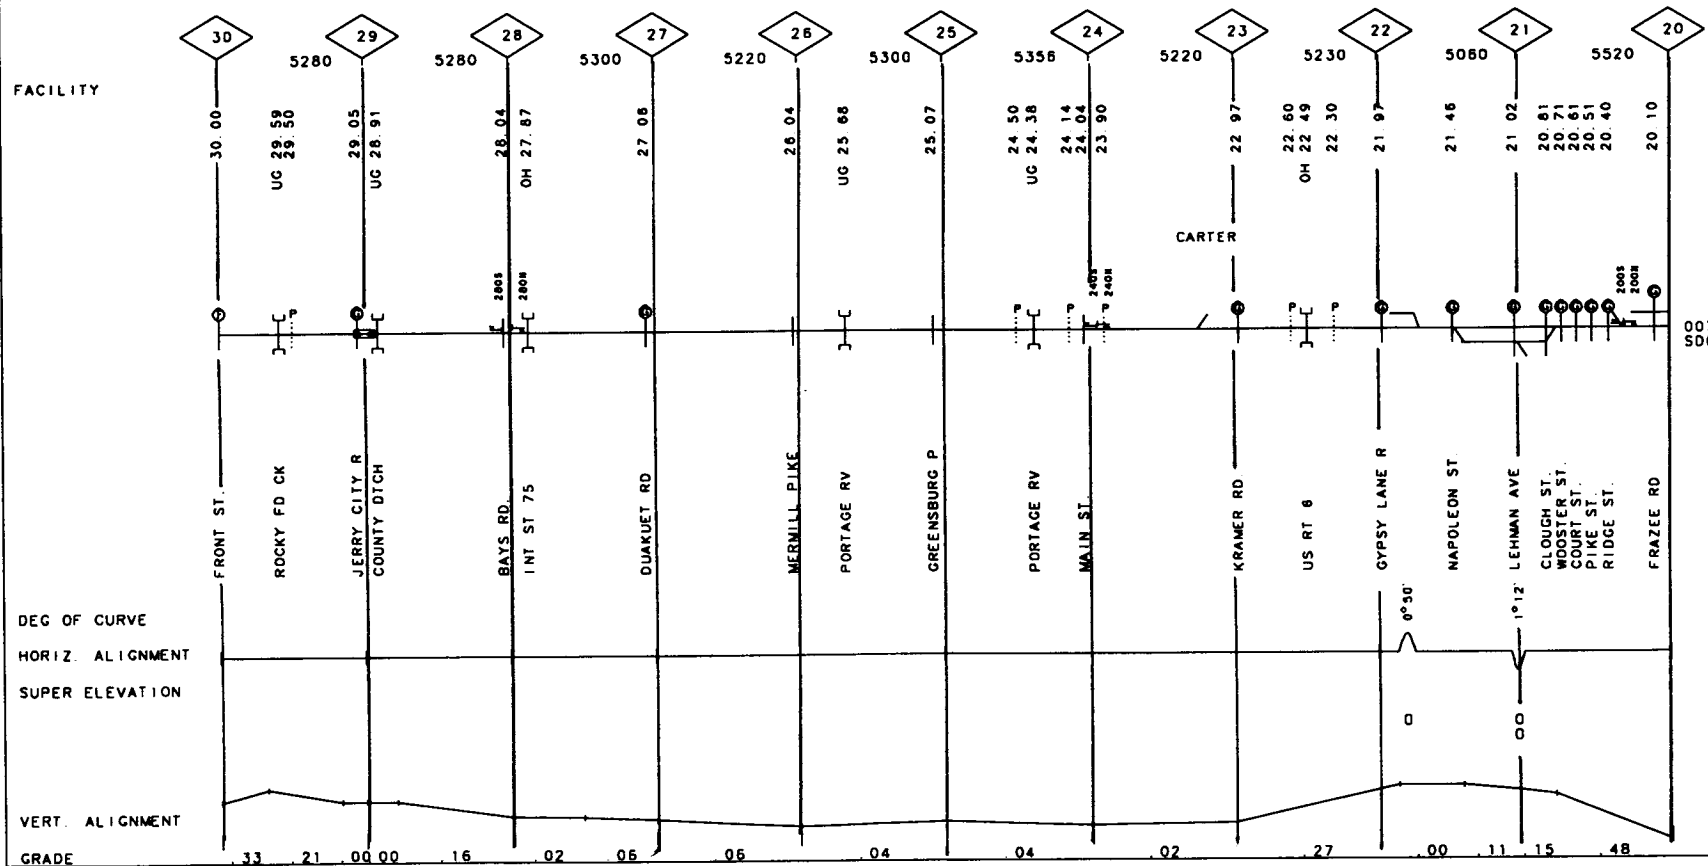 30 29 28 27 26 25 24 23 22 21 20
5280 5280 5300 5220 5300 5356 5220 5230 5060 5520
FACILITY
30.00
UG 29.59
29.50
29.05
UG 28.91
28.04
OH 27.87
27 06
26 04
UG 25.68
25.07
24 50
UG 24.38
24 14
24 04
23 90
22 97
22.60
OH 22 49
22 30
21 97
21.46
21 02
20.81
20.71
20.61
20.51
20.40
20 10
CARTER
P
280S
280N
P
P
240S
240N
P
P
P
200S
200N
FRONT ST.
ROCKY FD CK
JERRY CITY R
COUNTY DTCH
BAYS RD.
INT ST 75
DUAKUET RD
MERMILL PIKE
PORTAGE RV
GREENSBURG P
PORTAGE RV
MAIN ST.
KRAMER RD
US RT 6
GYPSY LANE R
NAPOLEON ST.
LEHMAN AVE
CLOUGH ST.
WOOSTER ST.
COURT ST.
PIKE ST.
RIDGE ST.
FRAZEE RD
DEG OF CURVE
0°50'
1°12'
HORIZ. ALIGNMENT
SUPER ELEVATION
0
0
0
VERT. ALIGNMENT
GRADE .33 .21 .00 00 .16 .02 .06 .06 .04 .04 .02 .27 .00 .11 .15 .48